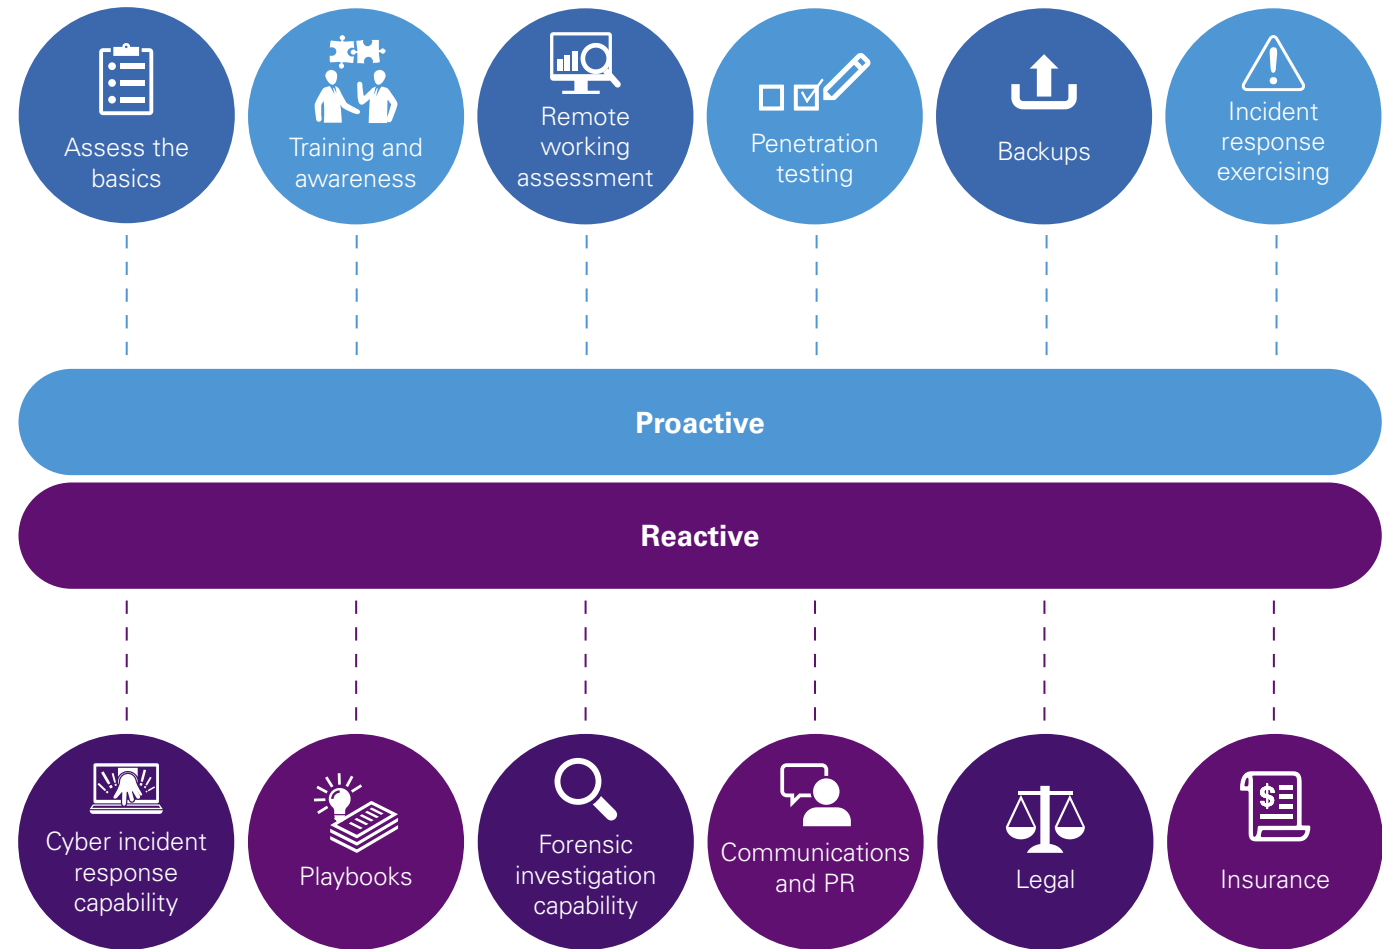 Assess the
basics
Training and
awareness
Remote
working
assessment
Penetration
testing
Backups
Incident
response
exercising
Proactive
Reactive
Cyber incident
response
capability
Playbooks
Forensic
investigation
capability
Communications
and PR
Legal
$
Insurance